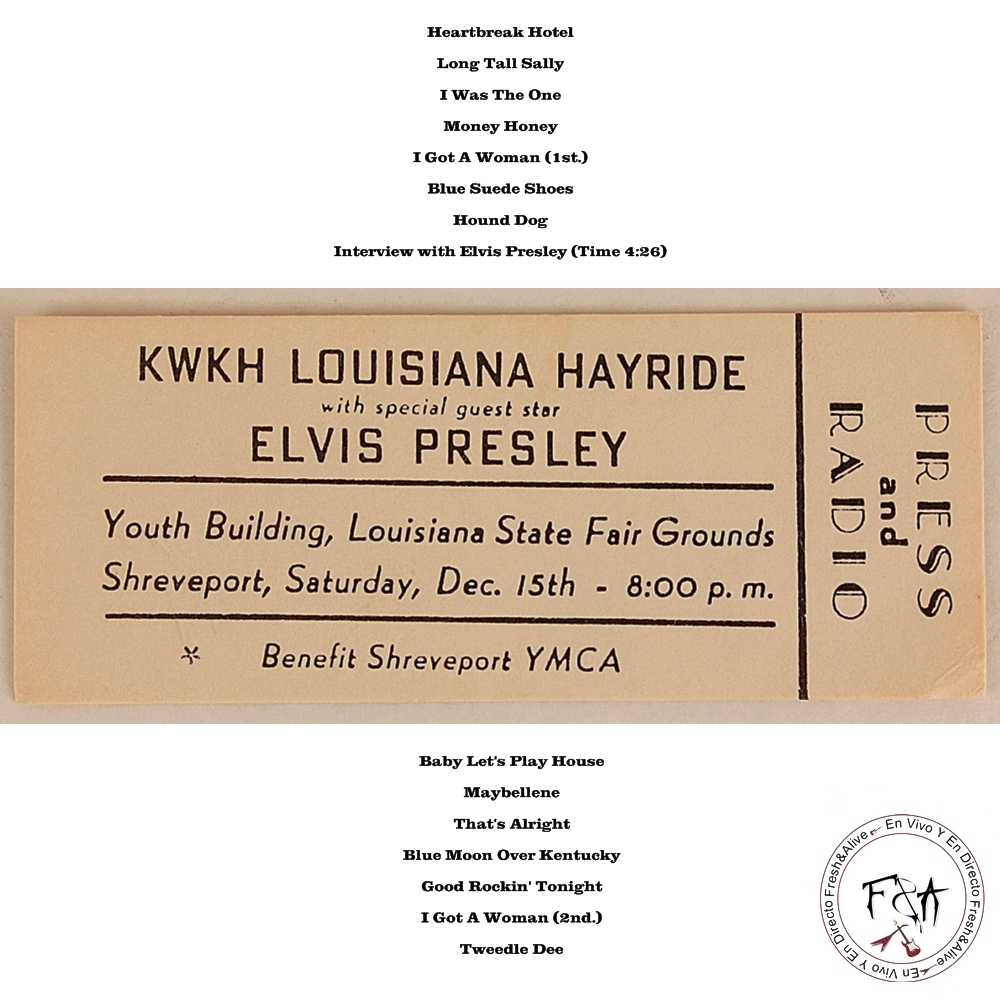 Heartbreak Hotel
Long Tall Sally
I Was The One
Money Honey
I Got A Woman (1st.)
Blue Suede Shoes
Hound Dog
Interview with Elvis Presley (Time 4:26)
KWKH LOUISIANA HAYRIDE
with special guest star
ELVIS PRESLEY
Youth Building, Louisiana State Fair Grounds
Shreveport, Saturday, Dec. 15th - 8:00 p. m.
* Benefit Shreveport YMCA
PRESS
and
RADIO
Baby Let's Play House
Maybellene
That's Alright
Blue Moon Over Kentucky
Good Rockin' Tonight
I Got A Woman (2nd.)
Tweedle Dee
En Vivo Y En Directo Fresh&Alive
En Vivo Y En Directo Fresh&Alive
F&A